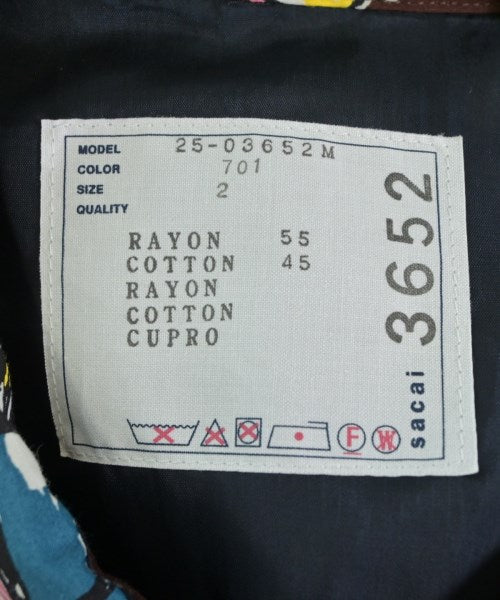 MODEL 25-03652M
COLOR 701
SIZE 2
QUALITY
RAYON 55
COTTON 45
RAYON
COTTON
CUPRO
F
W
sacai 3652